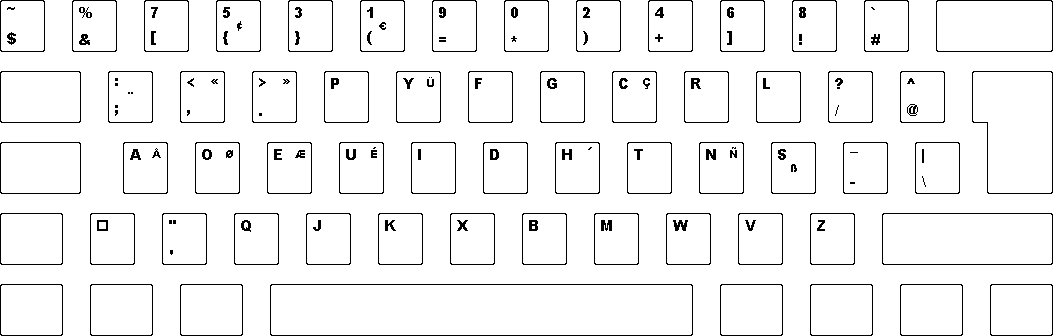 ~ % 7 5 ¢ 3 1 € 9 0 2 4 6 8 `
$ & [ { } ( = * ) + ] ! #
: ¨ < « > » P Y Ü F G C Ç R L ? ^
; , . / @
A Â O Ø E Æ U É I D H ´ T N Ñ S ß – |
- \
" Q J K X B M W V Z
'